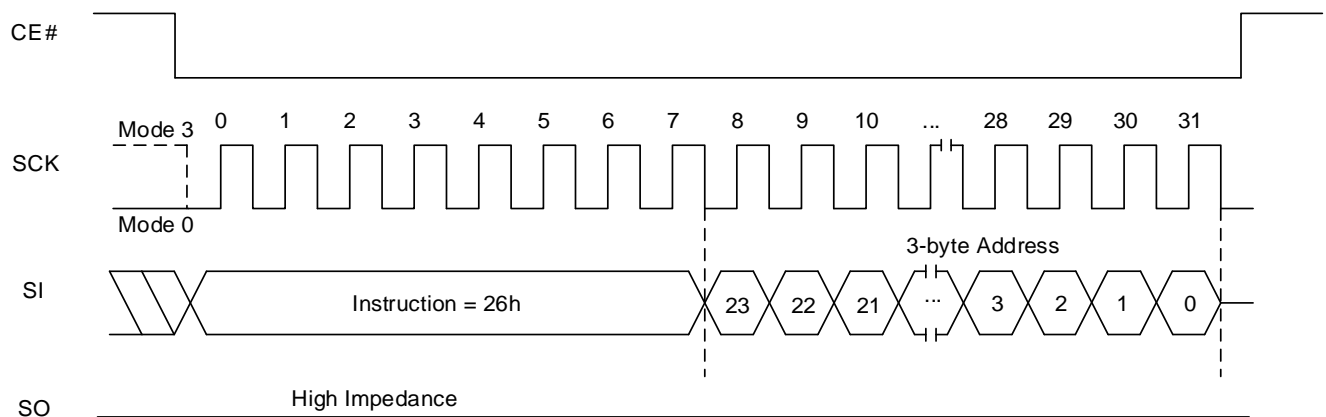 CE#
Mode 3
0 1 2 3 4 5 6 7 8 9 10 ... 28 29 30 31
SCK
Mode 0
3-byte Address
SI
Instruction = 26h
23 22 21 ... 3 2 1 0
High Impedance
SO